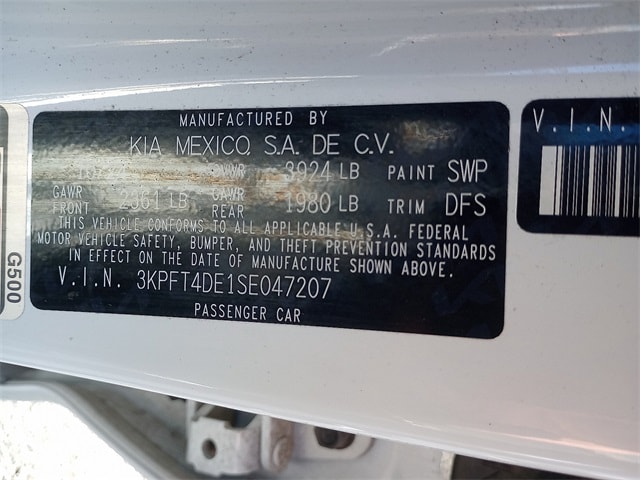 MANUFACTURED BY
KIA MEXICO, S.A. DE C.V.
GVWR 3924 LB PAINT SWP
GAWR FRONT 2061 LB GAWR REAR 1980 LB TRIM DFS
THIS VEHICLE CONFORMS TO ALL APPLICABLE U.S.A. FEDERAL
MOTOR VEHICLE SAFETY, BUMPER, AND THEFT PREVENTION STANDARDS
IN EFFECT ON THE DATE OF MANUFACTURE SHOWN ABOVE.
V.I.N. 3KPFT4DE1SE047207
PASSENGER CAR
V.I.N.
G500